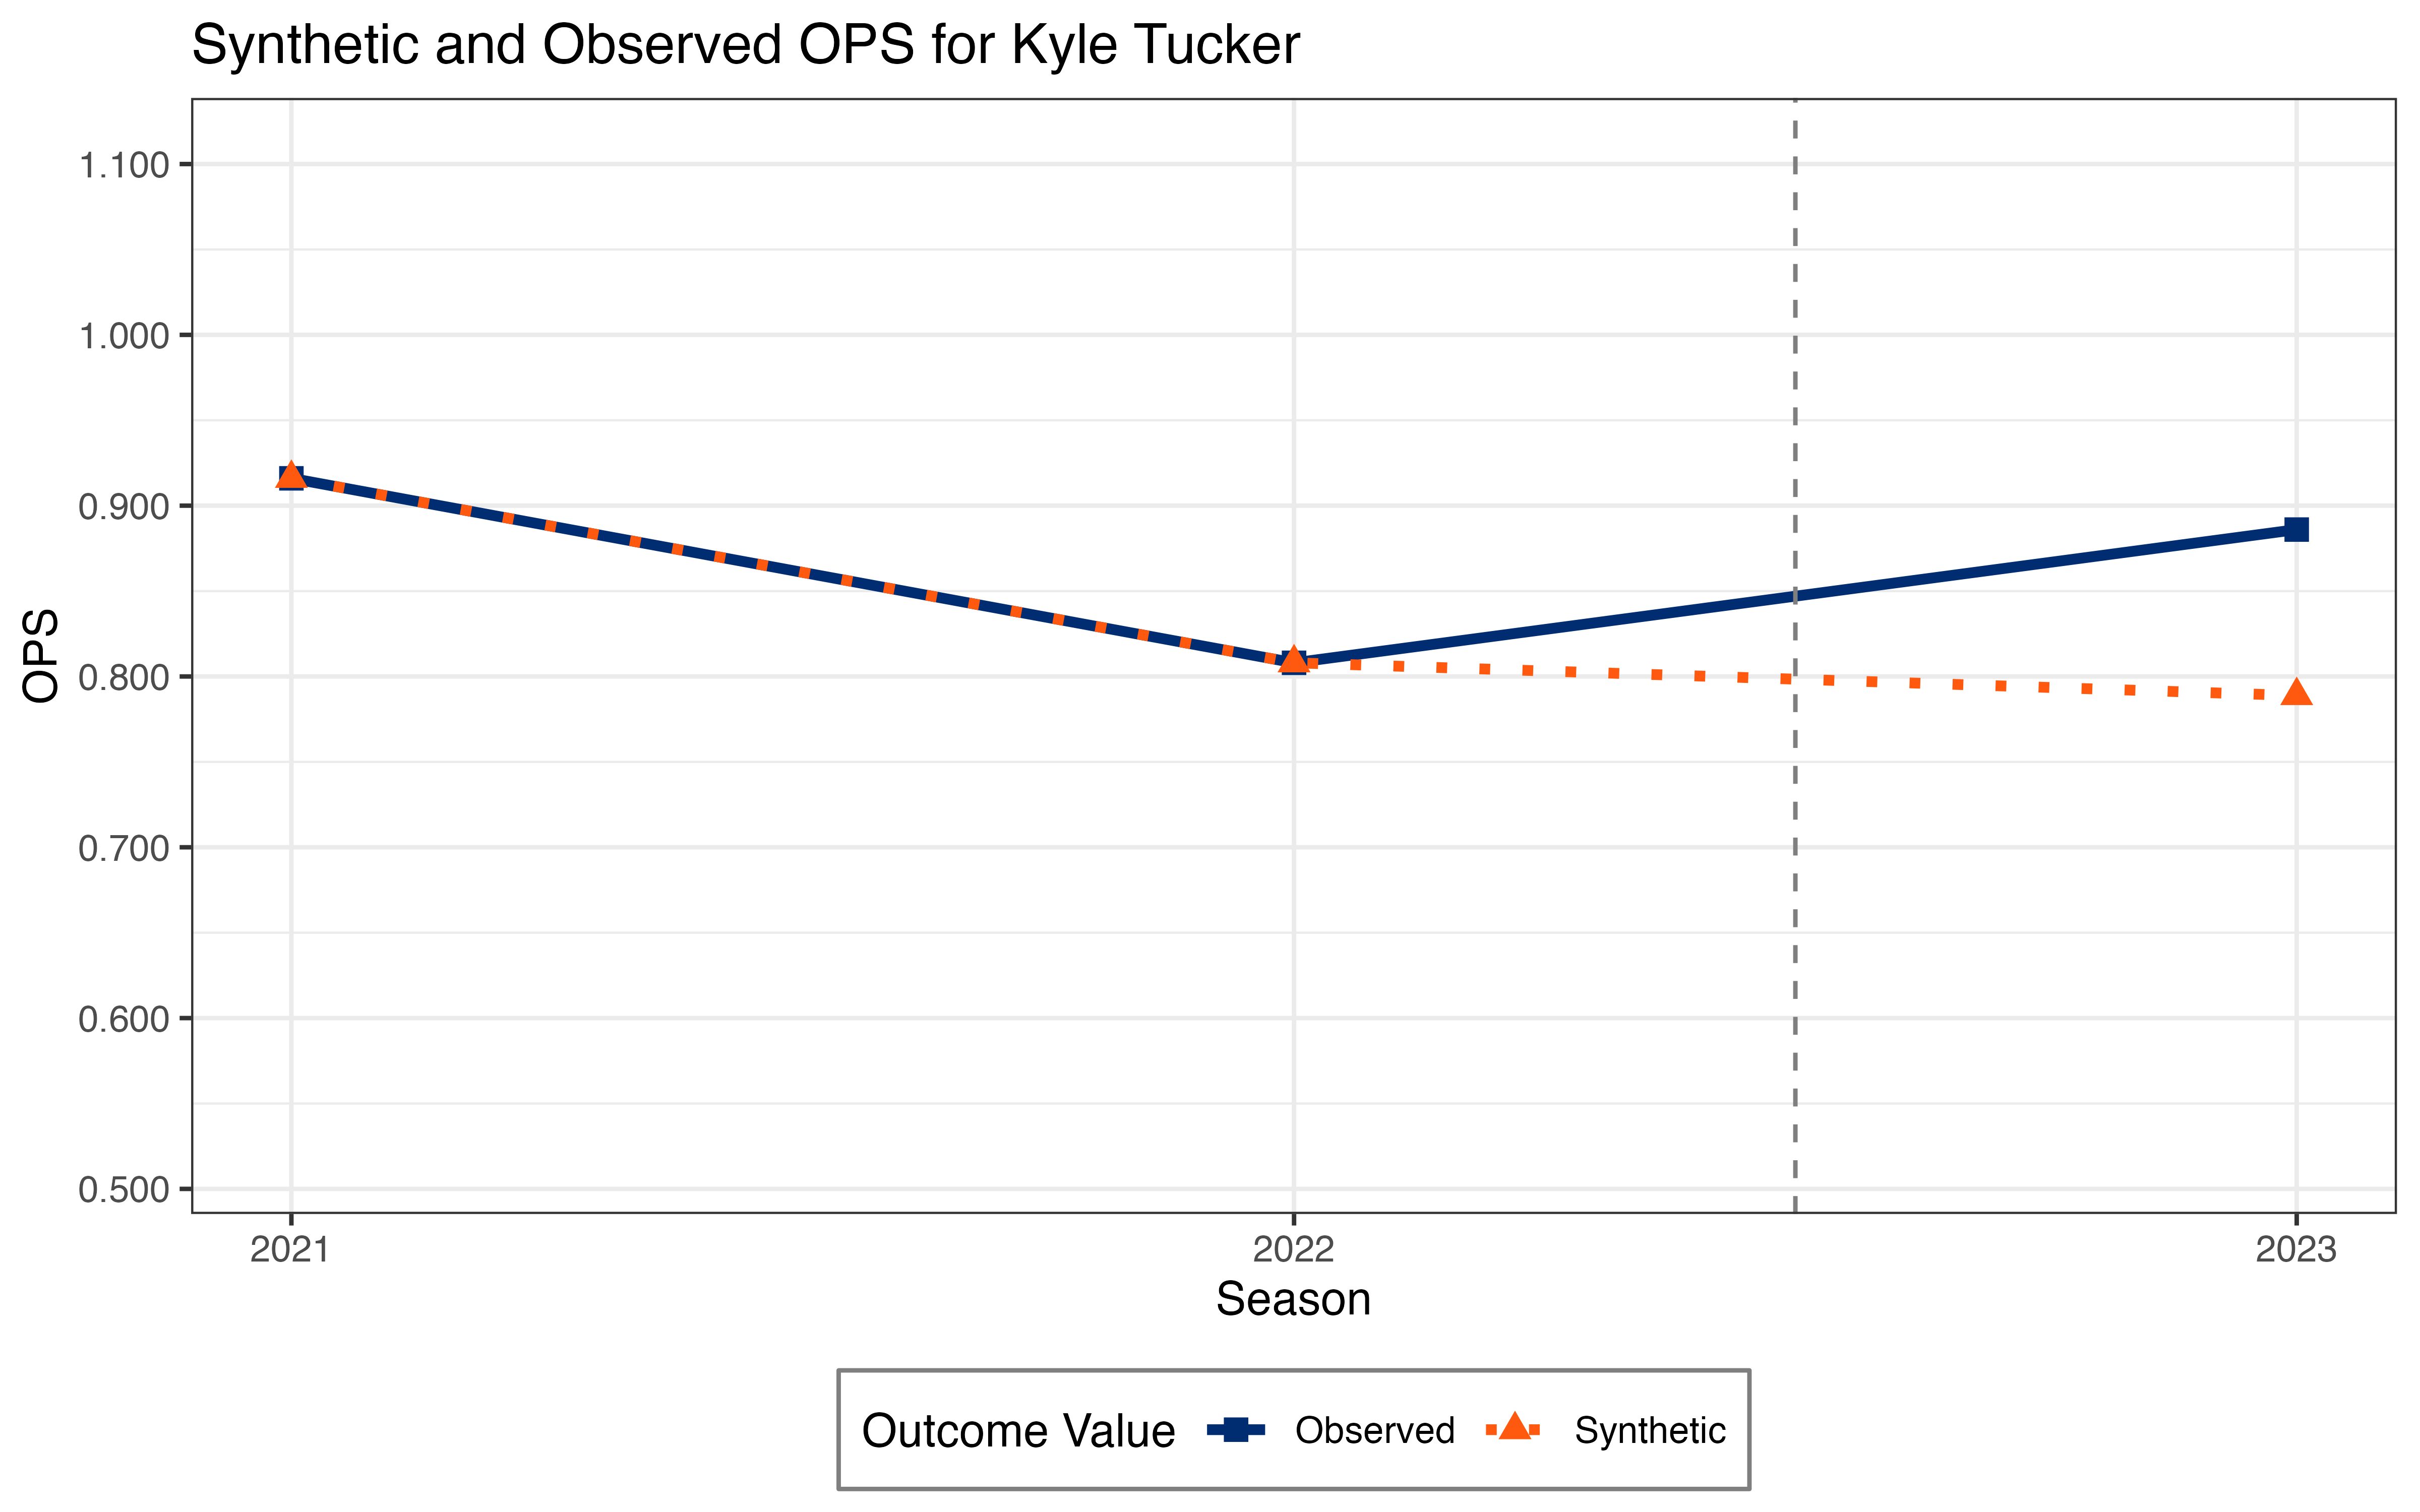 Synthetic and Observed OPS for Kyle Tucker
OPS
1.100
1.000
0.900
0.800
0.700
0.600
0.500
2021 2022 2023
Season
Outcome Value Observed Synthetic